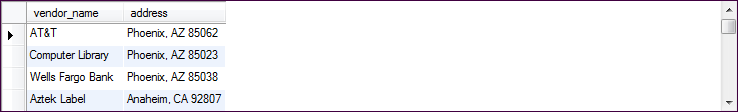 vendor_name address
AT&T Phoenix, AZ 85062
Computer Library Phoenix, AZ 85023
Wells Fargo Bank Phoenix, AZ 85038
Aztek Label Anaheim, CA 92807